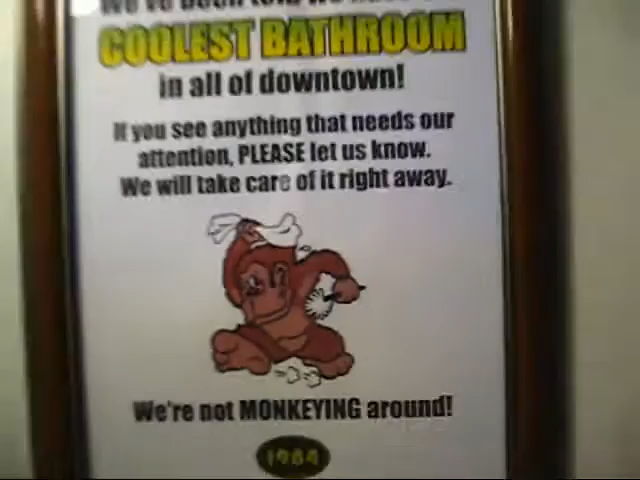 COOLEST BATHROOM
in all of downtown!
If you see anything that needs our
attention, PLEASE let us know.
We will take care of it right away.
We're not MONKEYING around!
1984